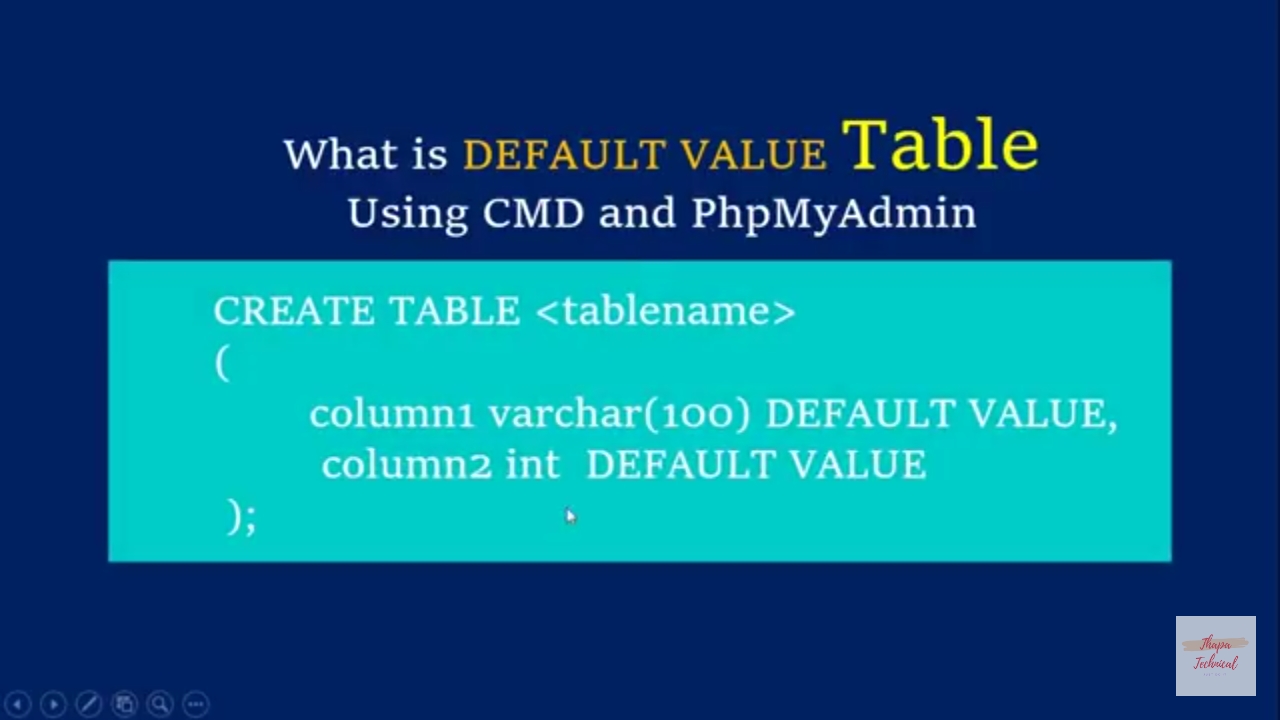 What is DEFAULT VALUE Table
Using CMD and PhpMyAdmin
CREATE TABLE <tablename>
(
column1 varchar(100) DEFAULT VALUE,
column2 int DEFAULT VALUE
);
Thapa
Technical